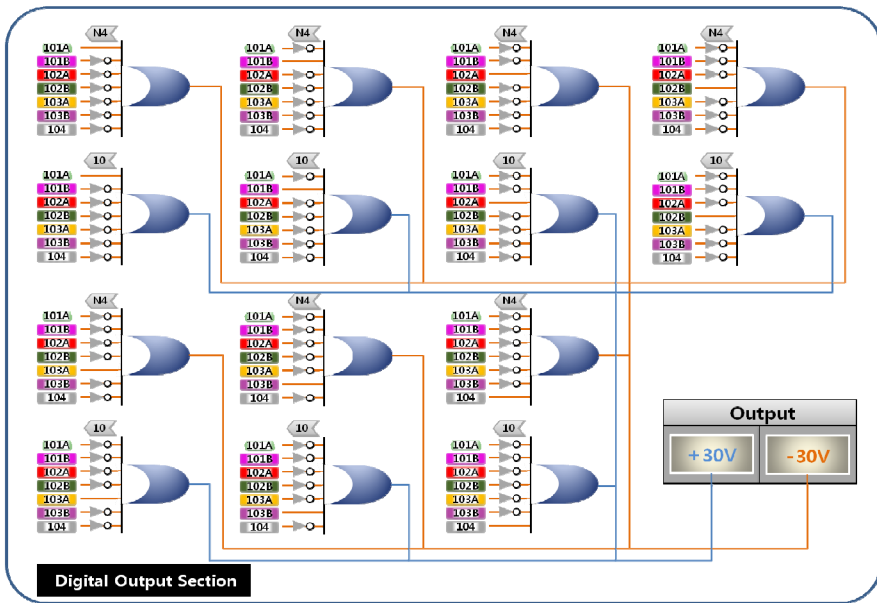 N4 N4 N4 N4
101A 101A 101A 101A
101B 101B 101B 101B
102A 102A 102A 102A
102B 102B 102B 102B
103A 103A 103A 103A
103B 103B 103B 103B
104 104 104 104
10 10 10 10
101A 101A 101A 101A
101B 101B 101B 101B
102A 102A 102A 102A
102B 102B 102B 102B
103A 103A 103A 103A
103B 103B 103B 103B
104 104 104 104
N4 N4 N4
101A 101A 101A
101B 101B 101B
102A 102A 102A
102B 102B 102B
103A 103A 103A
103B 103B 103B
104 104 104
10 10 10
101A 101A 101A
101B 101B 101B
102A 102A 102A
102B 102B 102B
103A 103A 103A
103B 103B 103B
104 104 104
Output
+30V -30V
Digital Output Section